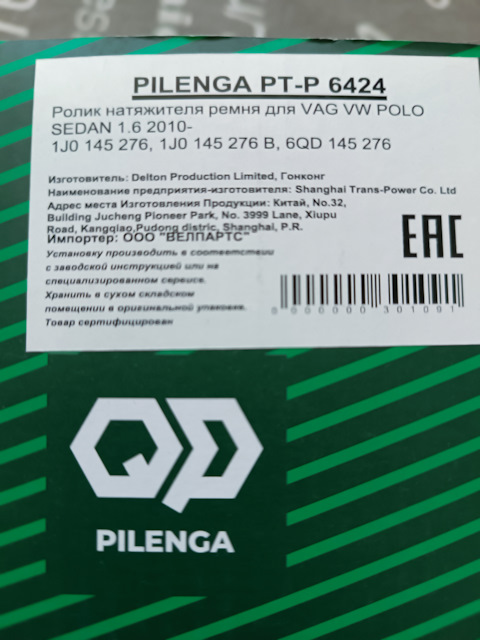 PILENGA PT-P 6424
Ролик натяжителя ремня для VAG VW POLO
SEDAN 1.6 2010-
1J0 145 276, 1J0 145 276 B, 6QD 145 276
Изготовитель: Delton Production Limited, Гонконг
Наименование предприятия-изготовителя: Shanghai Trans-Power Co. Ltd
Адрес места Изготовления Продукции: Китай, No.32,
Building Jucheng Pioneer Park, No. 3999 Lane, Xiupu
Road, Kangqiao,Pudong distric, Shanghai, P.R.
Импортер: ООО "ВЕЛПАРТС"
Установку производить в соответствии
с заводской инструкцией или на
специализированном сервисе.
Хранить в сухом складском
помещении в оригинальной упаковке.
Товар сертифицирован
EAC
0 000000 301091
QP
PILENGA